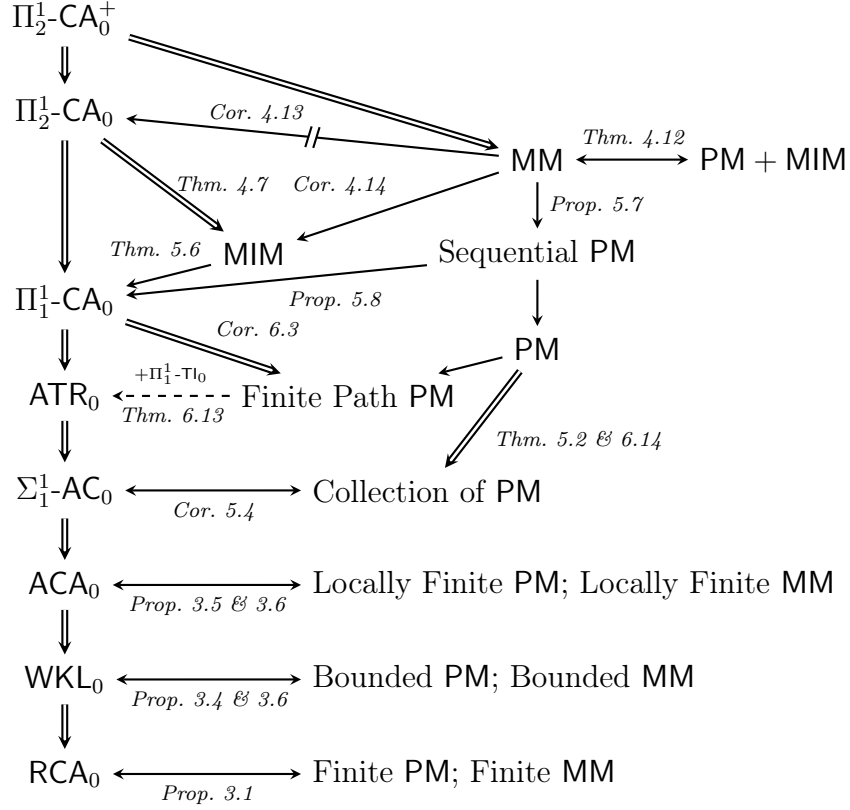 Π₂¹-CA₀⁺
Π₂¹-CA₀
Cor. 4.13
MM
Thm. 4.12
PM + MIM
Thm. 4.7
Cor. 4.14
Prop. 5.7
Thm. 5.6
MIM
Sequential PM
Π₁¹-CA₀
Prop. 5.8
Cor. 6.3
PM
+Π₁¹-TI₀
ATR₀
Thm. 6.13
Finite Path PM
Thm. 5.2 & 6.14
Σ₁¹-AC₀
Cor. 5.4
Collection of PM
ACA₀
Prop. 3.5 & 3.6
Locally Finite PM; Locally Finite MM
WKL₀
Prop. 3.4 & 3.6
Bounded PM; Bounded MM
RCA₀
Prop. 3.1
Finite PM; Finite MM